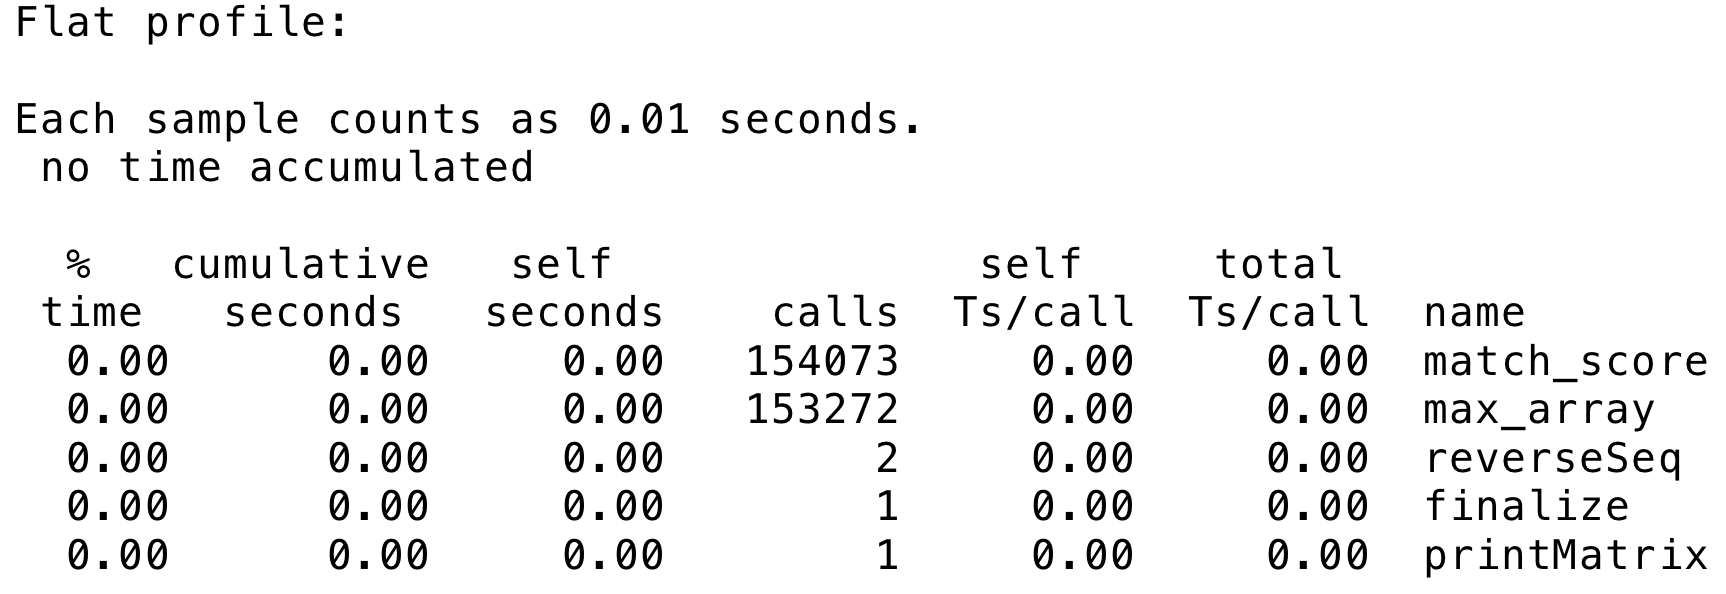 Flat profile:
Each sample counts as 0.01 seconds.
no time accumulated
% cumulative self self total
time seconds seconds calls Ts/call Ts/call name
0.00 0.00 0.00 154073 0.00 0.00 match_score
0.00 0.00 0.00 153272 0.00 0.00 max_array
0.00 0.00 0.00 2 0.00 0.00 reverseSeq
0.00 0.00 0.00 1 0.00 0.00 finalize
0.00 0.00 0.00 1 0.00 0.00 printMatrix